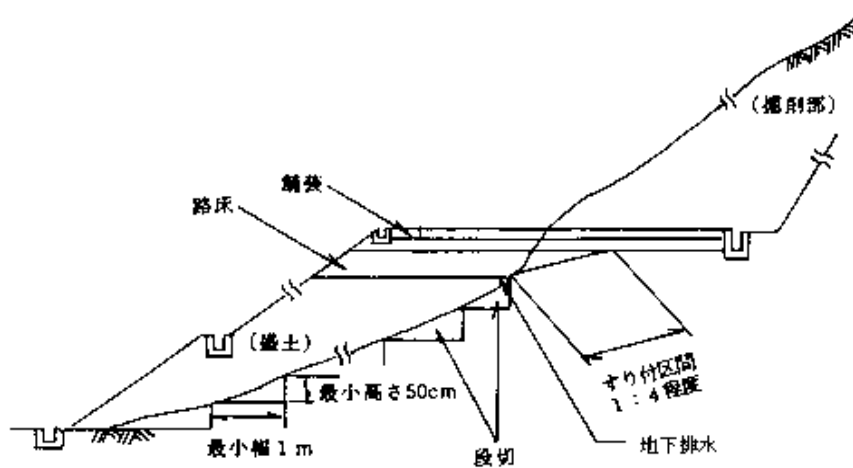 (掘削部)
舗装
路床
(盛土)
すり付区間
1:4程度
最小高さ50cm
最小幅1m
段切
地下排水